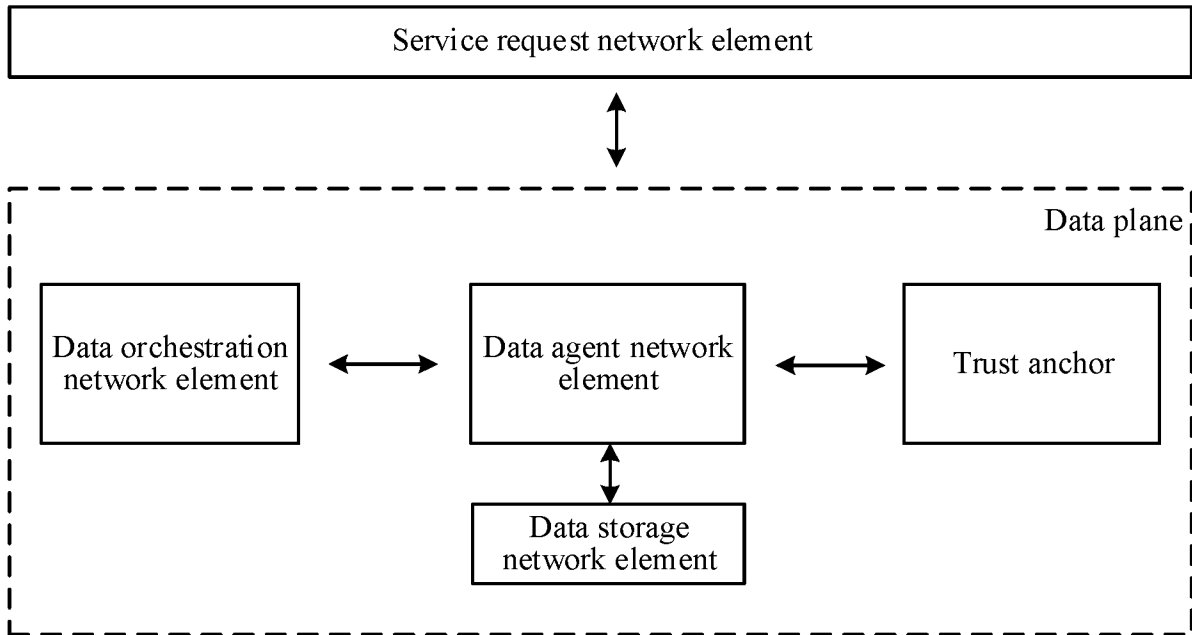 Service request network element
Data plane
Data orchestration
network element
Data agent network
element
Trust anchor
Data storage
network element